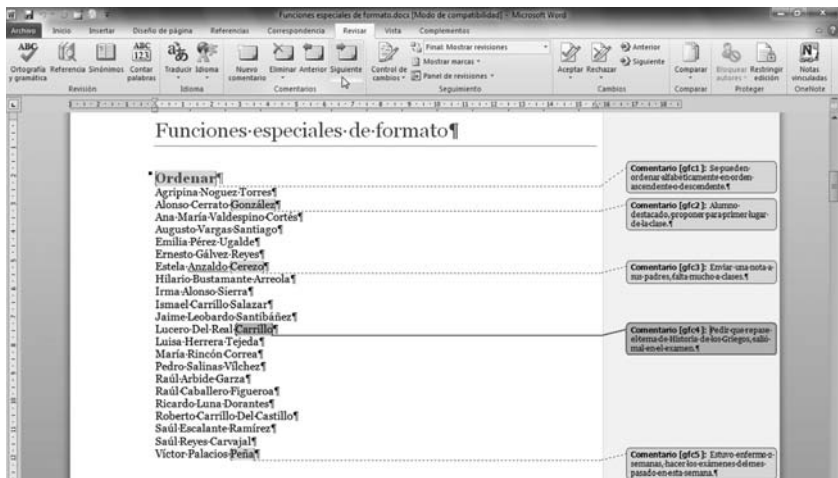 Funciones especiales de formato.docx [Modo de compatibilidad] - Microsoft Word
Archivo Inicio Insertar Diseño de página Referencias Correspondencia Revisar Vista Complementos
ABC ABC 123
Ortografía y gramática Referencia Sinónimos Contar palabras Traducir Idioma Nuevo comentario Eliminar Anterior Siguiente Control de cambios Final: Mostrar revisiones Mostrar marcas Panel de revisiones Aceptar Rechazar Anterior Siguiente Comparar Bloquear autores Restringir edición Notas vinculadas
Revisión Idioma Comentarios Seguimiento Cambios Comparar Proteger OneNote
Funciones·especiales·de·formato¶
Ordenar¶
Agripina·Noguez·Torres¶
Alonso·Cerrato·González¶
Ana·María·Valdespino·Cortés¶
Augusto·Vargas·Santiago¶
Emilia·Pérez·Ugalde¶
Ernesto·Gálvez·Reyes¶
Estela·Anzaldo·Cerezo¶
Hilario·Bustamante·Arreola¶
Irma·Alonso·Sierra¶
Ismael·Carrillo·Salazar¶
Jaime·Leobardo·Santibáñez¶
Lucero·Del·Real·Carrillo¶
Luisa·Herrera·Tejeda¶
María·Rincón·Correa¶
Pedro·Salinas·Vílchez¶
Raúl·Arbide·Garza¶
Raúl·Caballero·Figueroa¶
Ricardo·Luna·Dorantes¶
Roberto·Carrillo·Del·Castillo¶
Saúl·Escalante·Ramírez¶
Saúl·Reyes·Carvajal¶
Víctor·Palacios·Peña¶
Comentario [gfc1]: Se·pueden·
ordenar·alfabéticamente·en·orden·
ascendente·o·descendente.¶
Comentario [gfc2]: Alumno·
destacado,·proponer·para·primer·lugar·
de·la·clase.¶
Comentario [gfc3]: Enviar·una·nota·a·
sus·padres,·falta·mucho·a·clases.¶
Comentario [gfc4]: Pedir·que·repase·
el·tema·de·Historia·de·los·Griegos,·salió·
mal·en·el·examen.¶
Comentario [gfc5]: Estuvo·enfermo·2·
semanas,·hacer·los·exámenes·del·mes·
pasado·en·esta·semana.¶